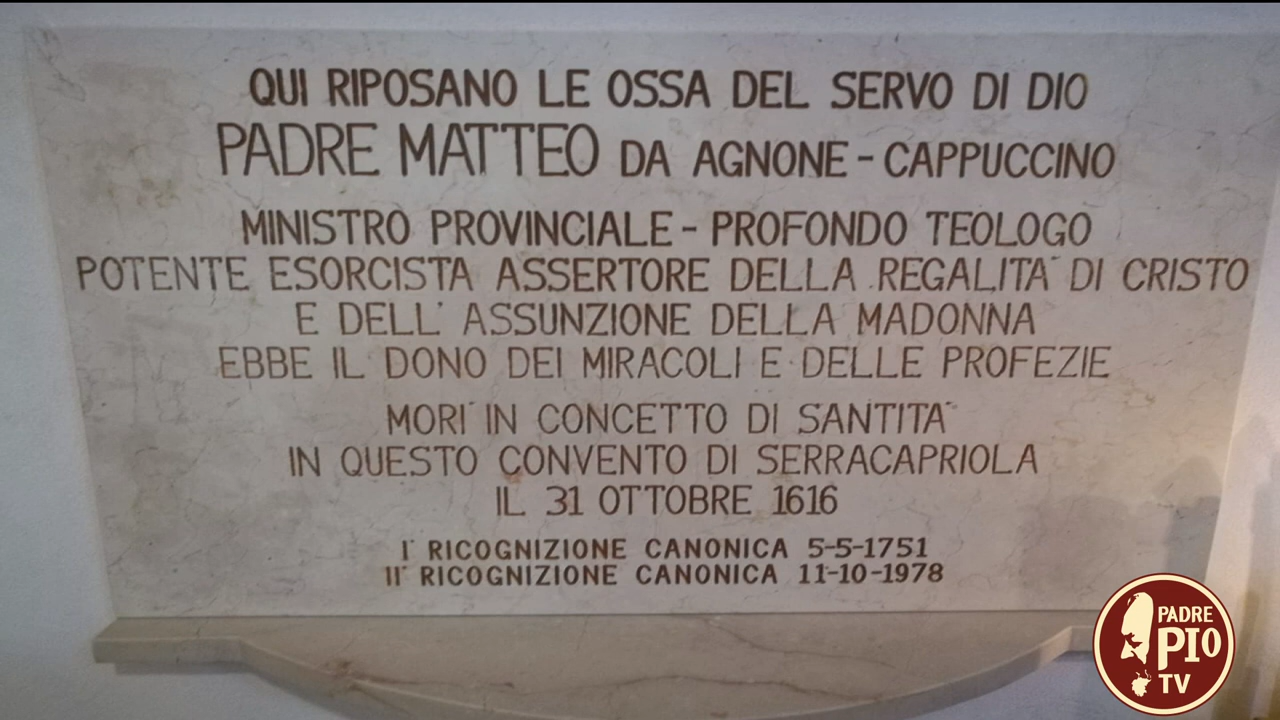 QUI RIPOSANO LE OSSA DEL SERVO DI DIO
PADRE MATTEO DA AGNONE - CAPPUCCINO
MINISTRO PROVINCIALE - PROFONDO TEOLOGO
POTENTE ESORCISTA ASSERTORE DELLA REGALITA' DI CRISTO
E DELL' ASSUNZIONE DELLA MADONNA
EBBE IL DONO DEI MIRACOLI E DELLE PROFEZIE
MORI' IN CONCETTO DI SANTITA'
IN QUESTO CONVENTO DI SERRACAPRIOLA
IL 31 OTTOBRE 1616
I' RICOGNIZIONE CANONICA 5-5-1751
II' RICOGNIZIONE CANONICA 11-10-1978
PADRE
PIO
TV